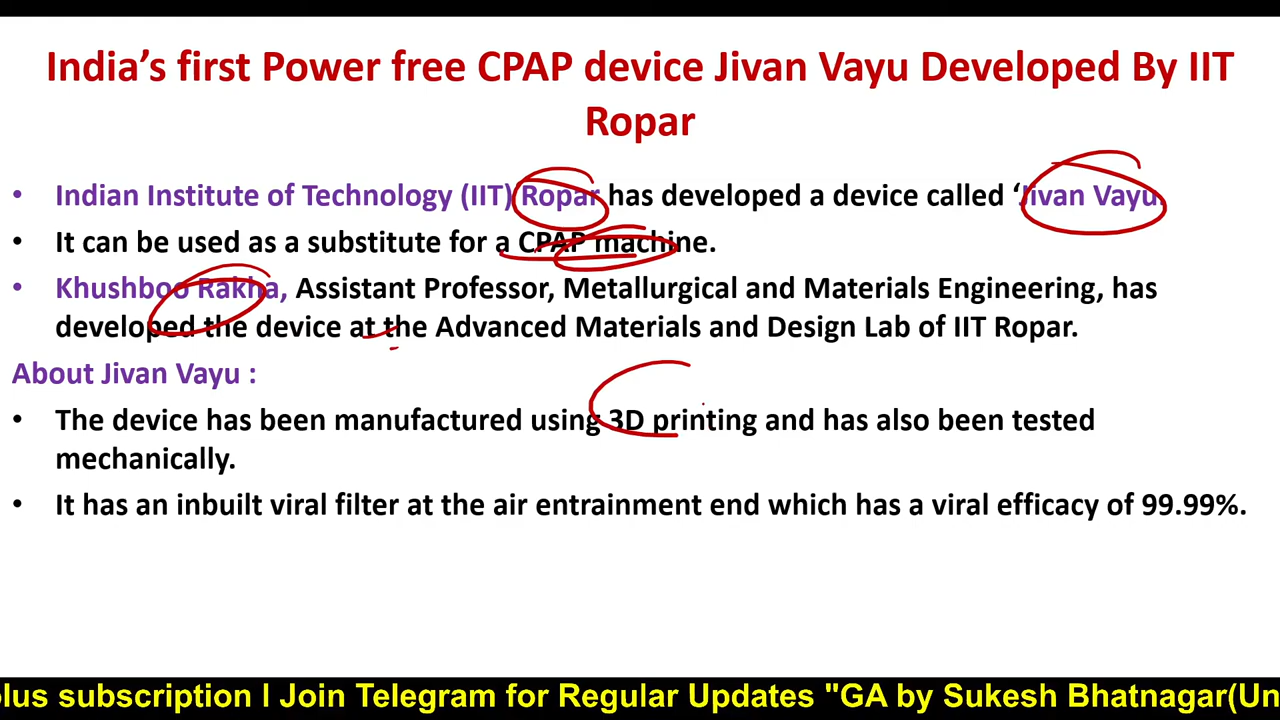 India’s first Power free CPAP device Jivan Vayu Developed By IIT
Ropar
• Indian Institute of Technology (IIT) Ropar has developed a device called ‘Jivan Vayu
• It can be used as a substitute for a CPAP machine.
• Khushboo Rakha, Assistant Professor, Metallurgical and Materials Engineering, has
developed the device at the Advanced Materials and Design Lab of IIT Ropar.
About Jivan Vayu :
• The device has been manufactured using 3D printing and has also been tested
mechanically.
• It has an inbuilt viral filter at the air entrainment end which has a viral efficacy of 99.99%.
plus subscription I Join Telegram for Regular Updates "GA by Sukesh Bhatnagar(Un